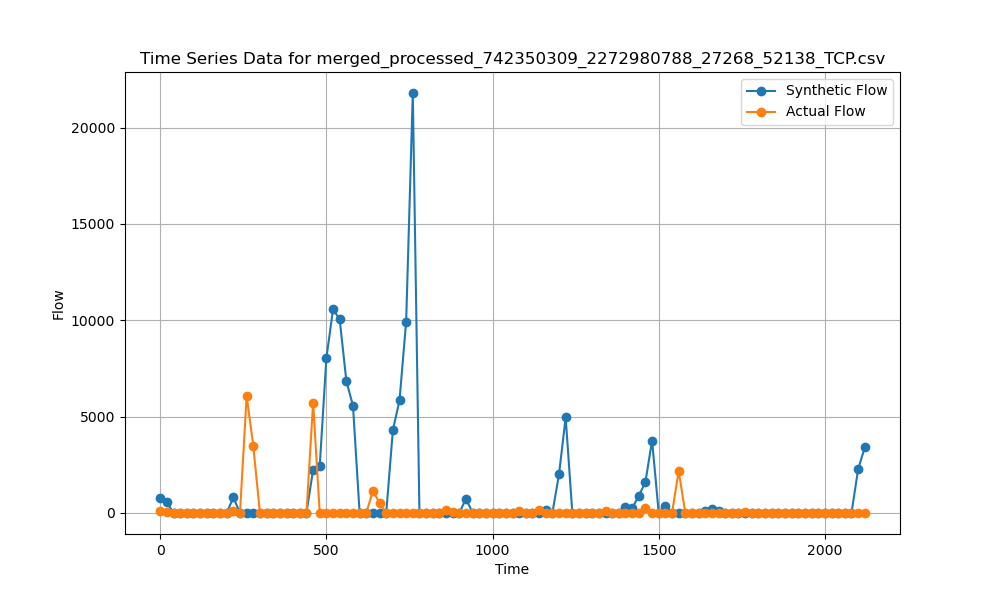 Time Series Data for merged_processed_742350309_2272980788_27268_52138_TCP.csv
Synthetic Flow
Actual Flow
Flow
20000
15000
10000
5000
0
0 500 1000 1500 2000
Time